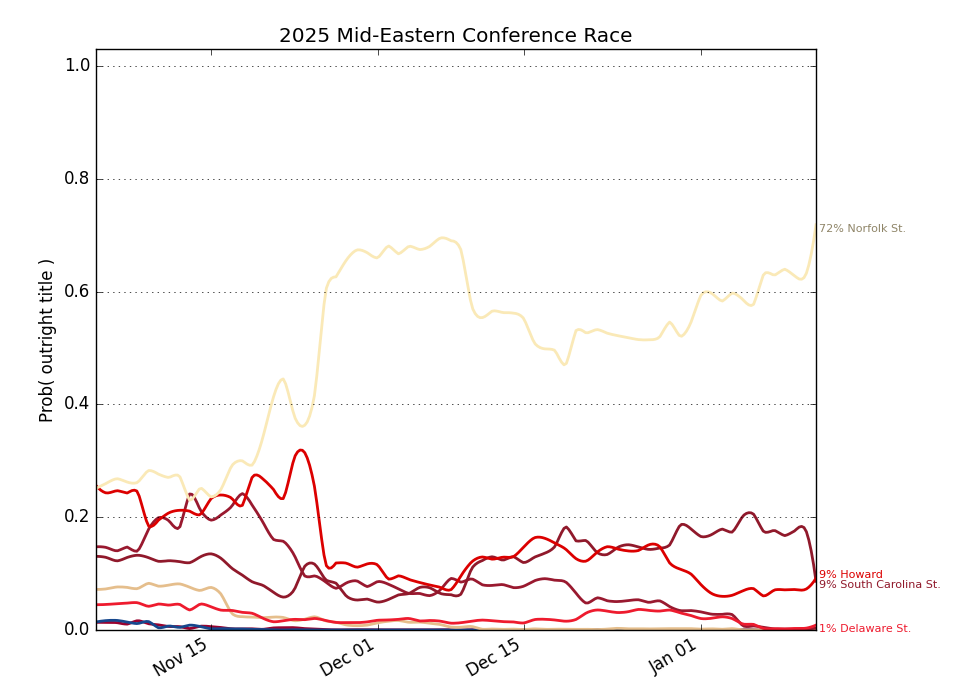 2025 Mid-Eastern Conference Race
1.0
0.8
0.6
0.4
0.2
0.0
Prob( outright title )
Nov 15
Dec 01
Dec 15
Jan 01
72% Norfolk St.
9% Howard
9% South Carolina St.
1% Delaware St.